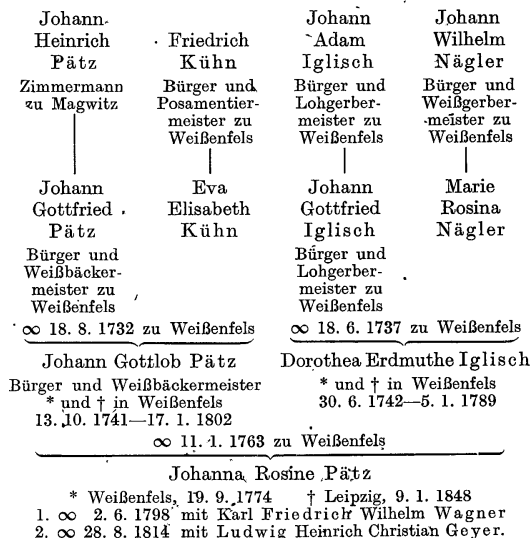 Johann
Heinrich
Pätz
Zimmermann
zu Magwitz
Friedrich
Kühn
Bürger und
Posamentier-
meister zu
Weißenfels
Johann
Adam
Iglisch
Bürger und
Lohgerber-
meister zu
Weißenfels
Johann
Wilhelm
Nägler
Bürger und
Weißgerber-
meister zu
Weißenfels
Johann
Gottfried
Pätz
Bürger und
Weißbäcker-
meister zu
Weißenfels
Eva
Elisabeth
Kühn
Johann
Gottfried
Iglisch
Bürger und
Lohgerber-
meister zu
Weißenfels
Marie
Rosina
Nägler
∞ 18. 8. 1732 zu Weißenfels
∞ 18. 6. 1737 zu Weißenfels
Johann Gottlob Pätz
Bürger und Weißbäckermeister
* und † in Weißenfels
13. 10. 1741—17. 1. 1802
Dorothea Erdmuthe Iglisch
* und † in Weißenfels
30. 6. 1742—5. 1. 1789
∞ 11. 1. 1763 zu Weißenfels
Johanna Rosine Pätz
* Weißenfels, 19. 9. 1774 † Leipzig, 9. 1. 1848
1. ∞ 2. 6. 1798 mit Karl Friedrich Wilhelm Wagner
2. ∞ 28. 8. 1814 mit Ludwig Heinrich Christian Geyer.